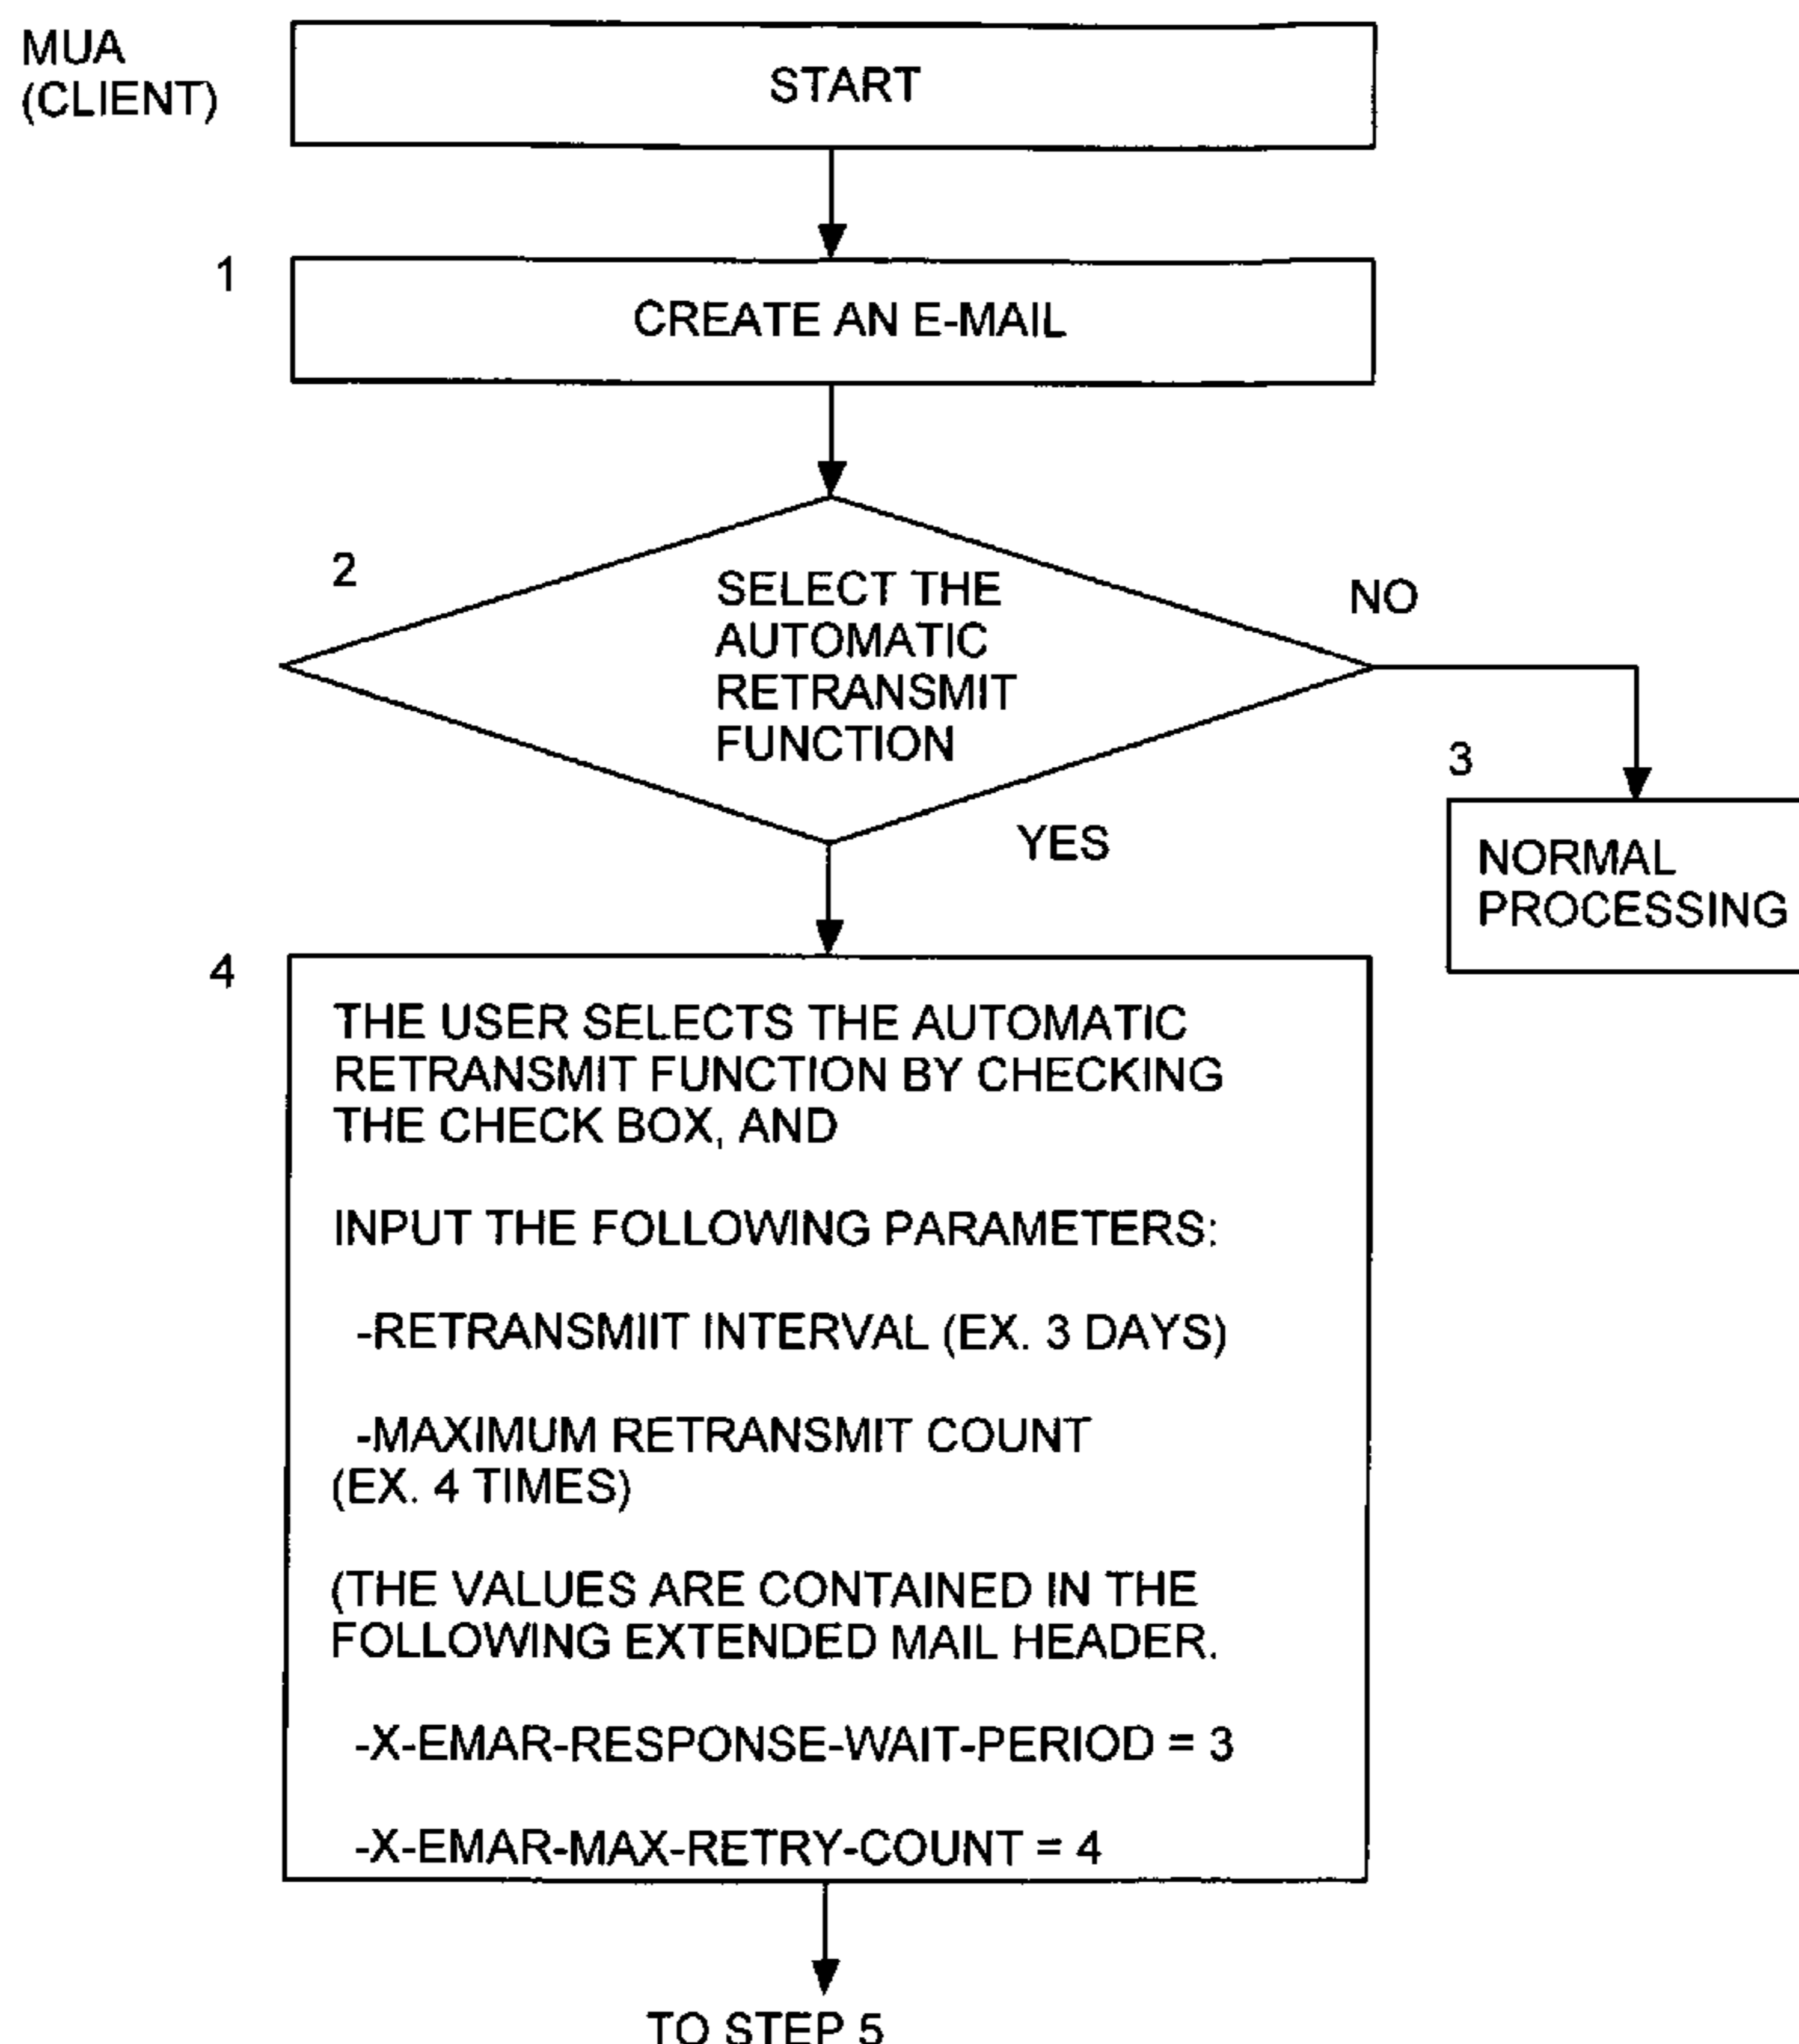 MUA
(CLIENT)
START
1
CREATE AN E-MAIL
2
SELECT THE
AUTOMATIC
RETRANSMIT
FUNCTION
NO
YES
3
NORMAL
PROCESSING
4
THE USER SELECTS THE AUTOMATIC
RETRANSMIT FUNCTION BY CHECKING
THE CHECK BOX, AND
INPUT THE FOLLOWING PARAMETERS:
-RETRANSMIIT INTERVAL (EX. 3 DAYS)
-MAXIMUM RETRANSMIT COUNT
(EX. 4 TIMES)
(THE VALUES ARE CONTAINED IN THE
FOLLOWING EXTENDED MAIL HEADER.
-X-EMAR-RESPONSE-WAIT-PERIOD = 3
-X-EMAR-MAX-RETRY-COUNT = 4
TO STEP 5